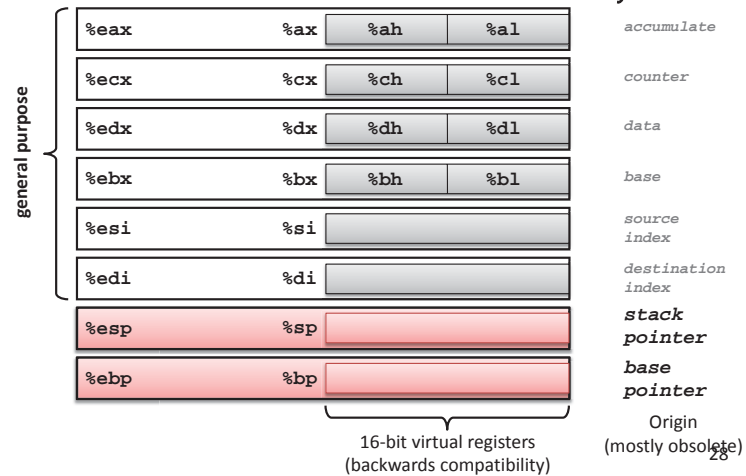 %eax %ax %ah %al accumulate
%ecx %cx %ch %cl counter
%edx %dx %dh %dl data
%ebx %bx %bh %bl base
%esi %si source
index
%edi %di destination
index
%esp %sp stack
pointer
%ebp %bp base
pointer
general purpose
16-bit virtual registers
(backwards compatibility)
Origin
(mostly obsolete)
28